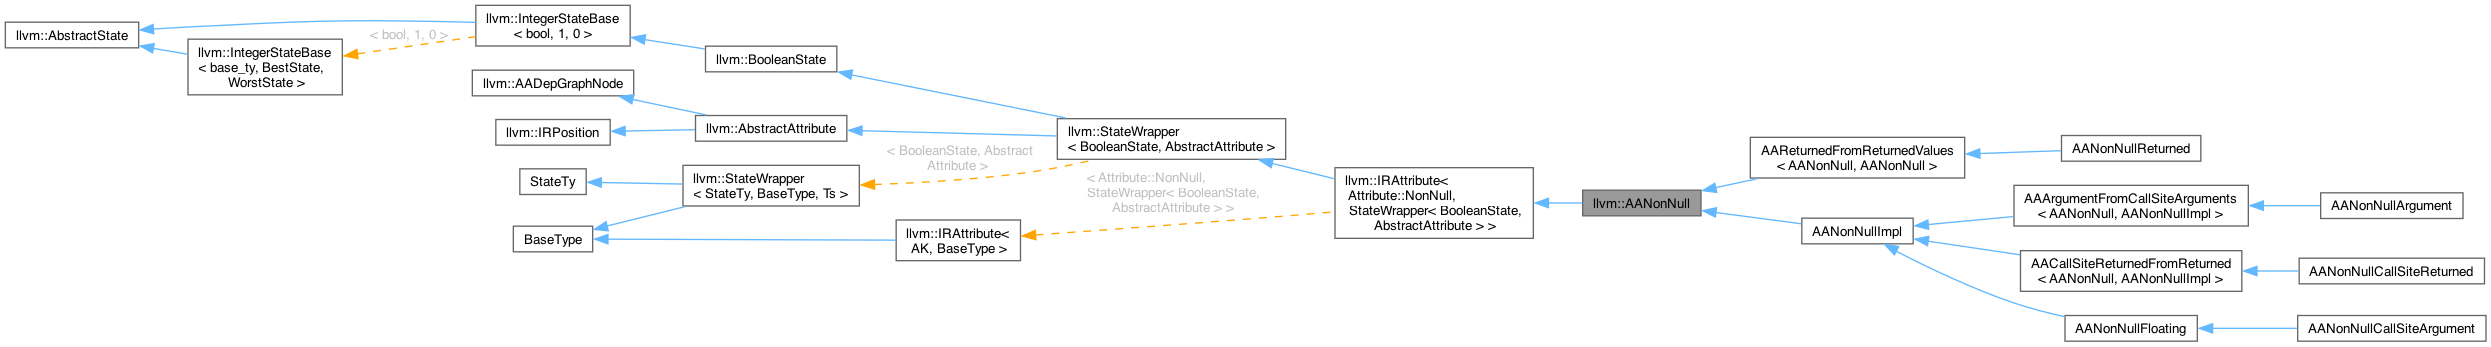 llvm::AbstractState
llvm::IntegerStateBase
< base_ty, BestState,
WorstState >
< bool, 1, 0 >
llvm::IntegerStateBase
< bool, 1, 0 >
llvm::AADepGraphNode
llvm::IRPosition
StateTy
BaseType
llvm::BooleanState
llvm::AbstractAttribute
llvm::StateWrapper
< StateTy, BaseType, Ts >
< BooleanState, Abstract
Attribute >
llvm::IRAttribute<
AK, BaseType >
llvm::StateWrapper
< BooleanState, AbstractAttribute >
< Attribute::NonNull,
StateWrapper< BooleanState,
AbstractAttribute > >
llvm::IRAttribute<
Attribute::NonNull,
StateWrapper< BooleanState,
AbstractAttribute > >
llvm::AANonNull
AAReturnedFromReturnedValues
< AANonNull, AANonNull >
AANonNullImpl
AANonNullReturned
AAArgumentFromCallSiteArguments
< AANonNull, AANonNullImpl >
AACallSiteReturnedFromReturned
< AANonNull, AANonNullImpl >
AANonNullFloating
AANonNullArgument
AANonNullCallSiteReturned
AANonNullCallSiteArgument